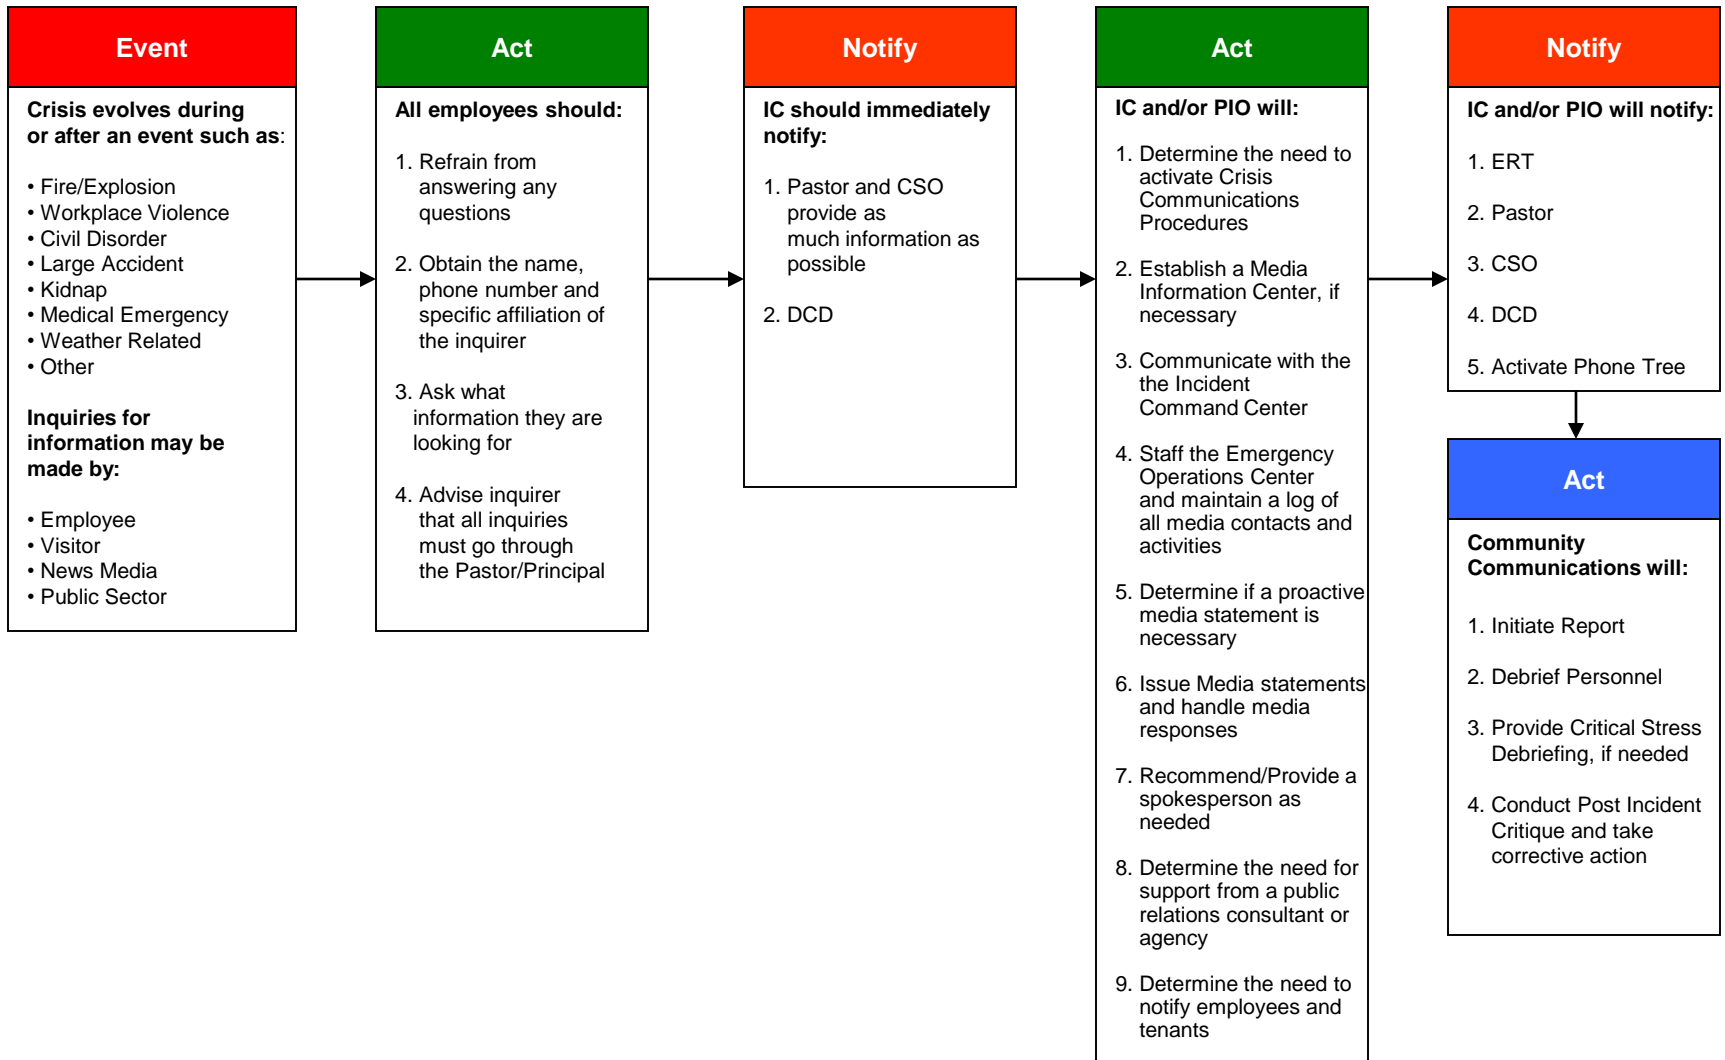 Event
Crisis evolves during
or after an event such as:
• Fire/Explosion
• Workplace Violence
• Civil Disorder
• Large Accident
• Kidnap
• Medical Emergency
• Weather Related
• Other
Inquiries for
information may be
made by:
• Employee
• Visitor
• News Media
• Public Sector
Act
All employees should:
1. Refrain from
answering any
questions
2. Obtain the name,
phone number and
specific affiliation of
the inquirer
3. Ask what
information they are
looking for
4. Advise inquirer
that all inquiries
must go through
the Pastor/Principal
Notify
IC should immediately
notify:
1. Pastor and CSO
provide as
much information as
possible
2. DCD
Act
IC and/or PIO will:
1. Determine the need to
activate Crisis
Communications
Procedures
2. Establish a Media
Information Center, if
necessary
3. Communicate with the
the Incident
Command Center
4. Staff the Emergency
Operations Center
and maintain a log of
all media contacts and
activities
5. Determine if a proactive
media statement is
necessary
6. Issue Media statements
and handle media
responses
7. Recommend/Provide a
spokesperson as
needed
8. Determine the need for
support from a public
relations consultant or
agency
9. Determine the need to
notify employees and
tenants
Notify
IC and/or PIO will notify:
1. ERT
2. Pastor
3. CSO
4. DCD
5. Activate Phone Tree
Act
Community
Communications will:
1. Initiate Report
2. Debrief Personnel
3. Provide Critical Stress
Debriefing, if needed
4. Conduct Post Incident
Critique and take
corrective action